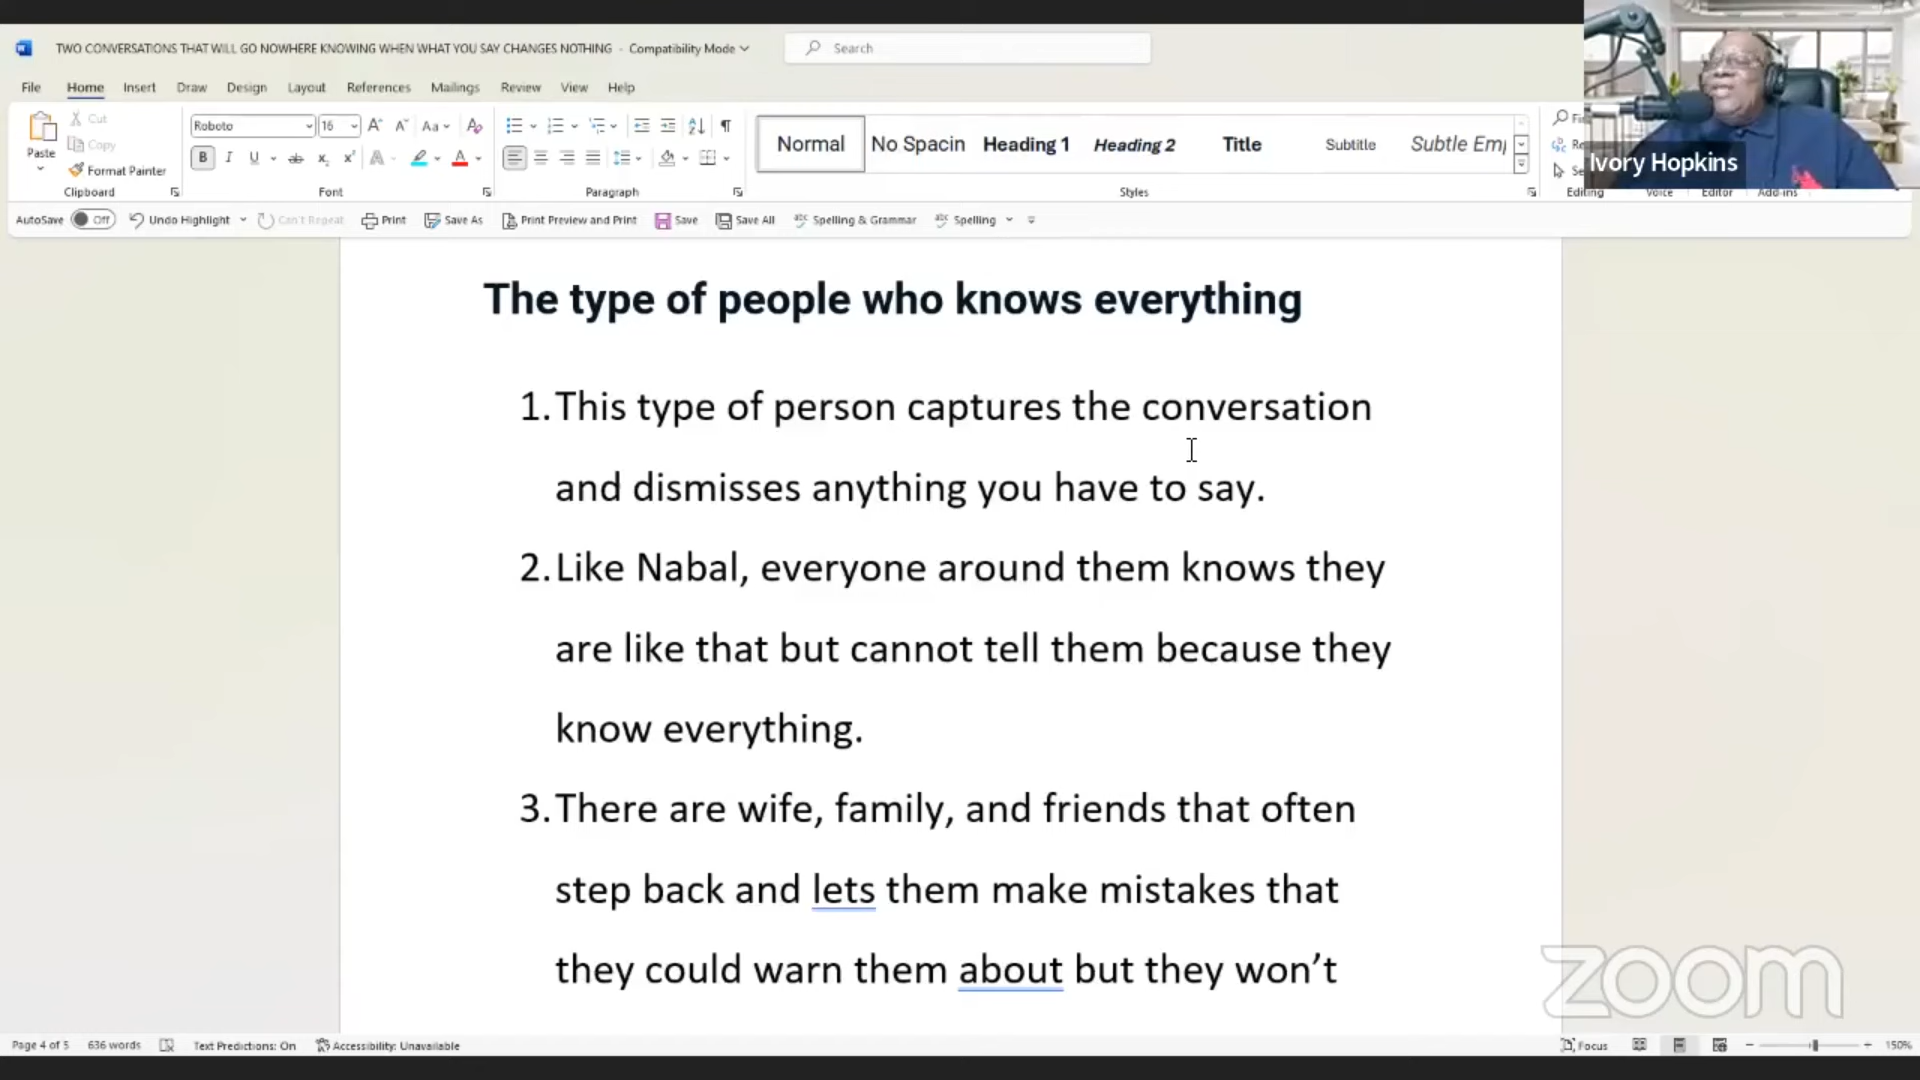 TWO CONVERSATIONS THAT WILL GO NOWHERE KNOWING WHEN WHAT YOU SAY CHANGES NOTHING - Compatibility Mode
Search
File Home Insert Draw Design Layout References Mailings Review View Help
Paste
Cut
Copy
Format Painter
Clipboard
Roboto 16
Font
Paragraph
Normal
No Spacin
Heading 1
Heading 2
Title
Subtitle
Subtle Em
Styles
Editing
Voice
Editor
Add-ins
Ivory Hopkins
AutoSave Off Undo Highlight Can't Repeat Print Save As Print Preview and Print Save Save All Spelling & Grammar Spelling
The type of people who knows everything
1. This type of person captures the conversation
and dismisses anything you have to say.
2. Like Nabal, everyone around them knows they
are like that but cannot tell them because they
know everything.
3. There are wife, family, and friends that often
step back and lets them make mistakes that
they could warn them about but they won't
zoom
Page 4 of 5 636 words Text Predictions: On Accessibility: Unavailable Focus 150%